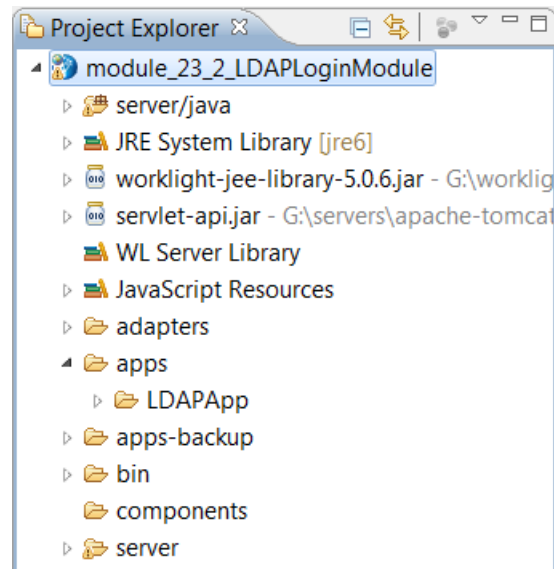 Project Explorer
module_23_2_LDAPLoginModule
server/java
JRE System Library [jre6]
worklight-jee-library-5.0.6.jar - G:\worklig
servlet-api.jar - G:\servers\apache-tomcat
WL Server Library
JavaScript Resources
adapters
apps
LDAPApp
apps-backup
bin
components
server